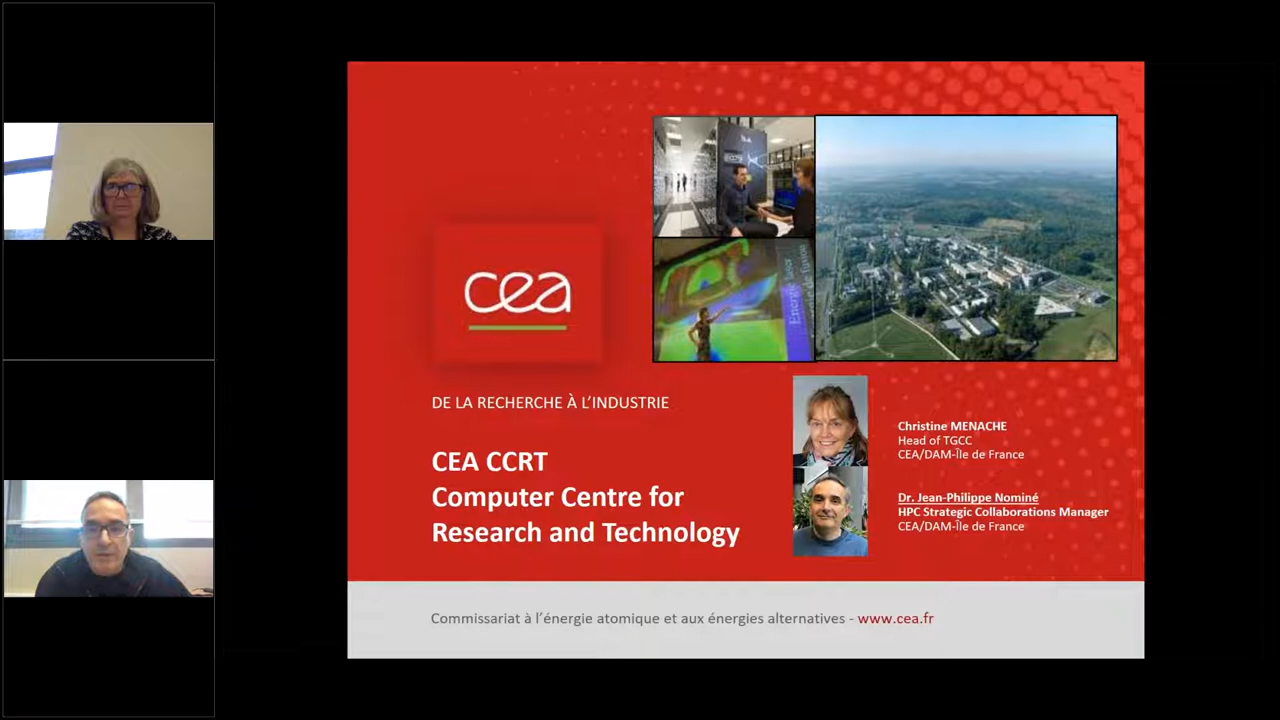 cea
DE LA RECHERCHE À L'INDUSTRIE
CEA CCRT
Computer Centre for
Research and Technology
Christine MENACHE
Head of TGCC
CEA/DAM-Île de France
Dr. Jean-Philippe Nominé
HPC Strategic Collaborations Manager
CEA/DAM-Île de France
Commissariat à l'énergie atomique et aux énergies alternatives - www.cea.fr